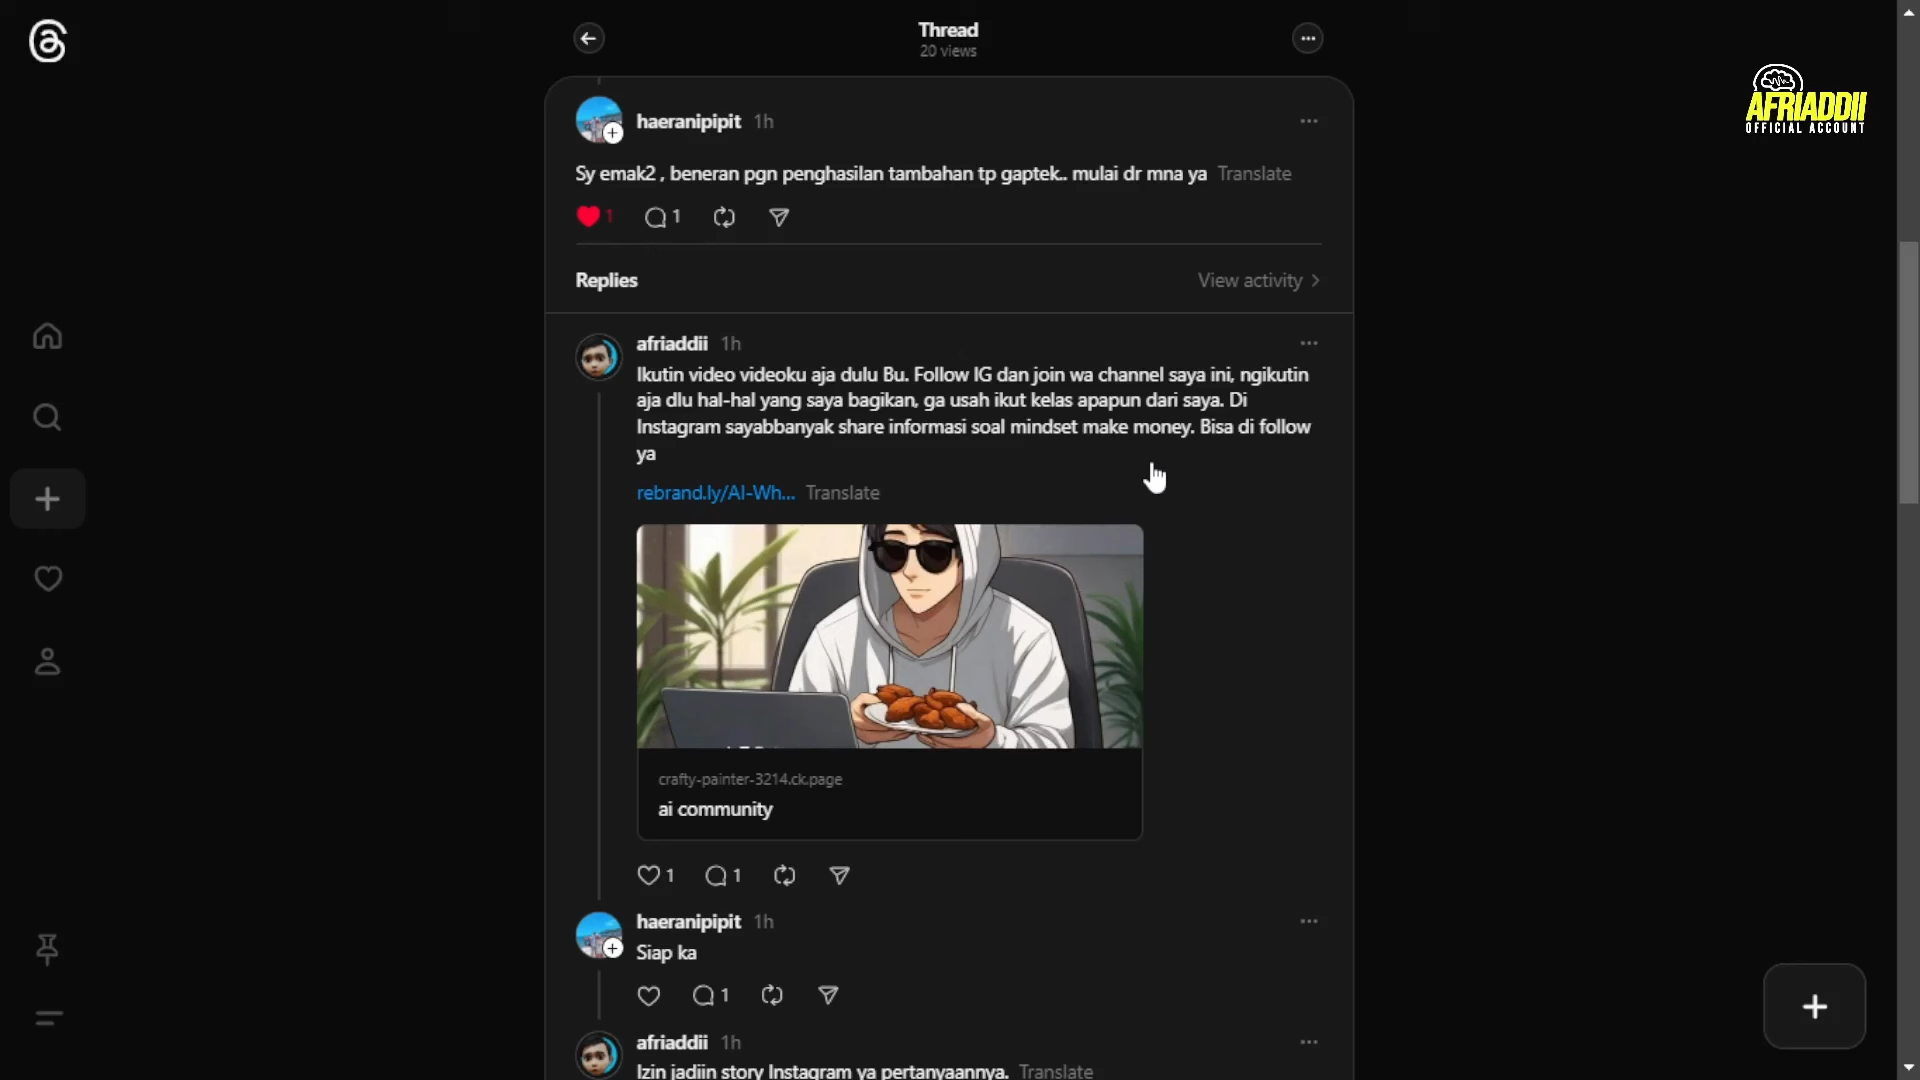 Thread
20 views
AFRIADDII
OFFICIAL ACCOUNT
haeranipipit 1h
Sy emak2 , beneran pgn penghasilan tambahan tp gaptek.. mulai dr mna ya Translate
1 1
Replies
View activity
afriaddii 1h
Ikutin video videoku aja dulu Bu. Follow IG dan join wa channel saya ini, ngikutin
aja dlu hal-hal yang saya bagikan, ga usah ikut kelas apapun dari saya. Di
Instagram sayabbanyak share informasi soal mindset make money. Bisa di follow
ya
rebrand.ly/AI-Wh... Translate
crafty-painter-3214.ck.page
ai community
1 1
haeranipipit 1h
Siap ka
1
afriaddii 1h
Izin jadiin story Instagram ya pertanyaannya. Translate